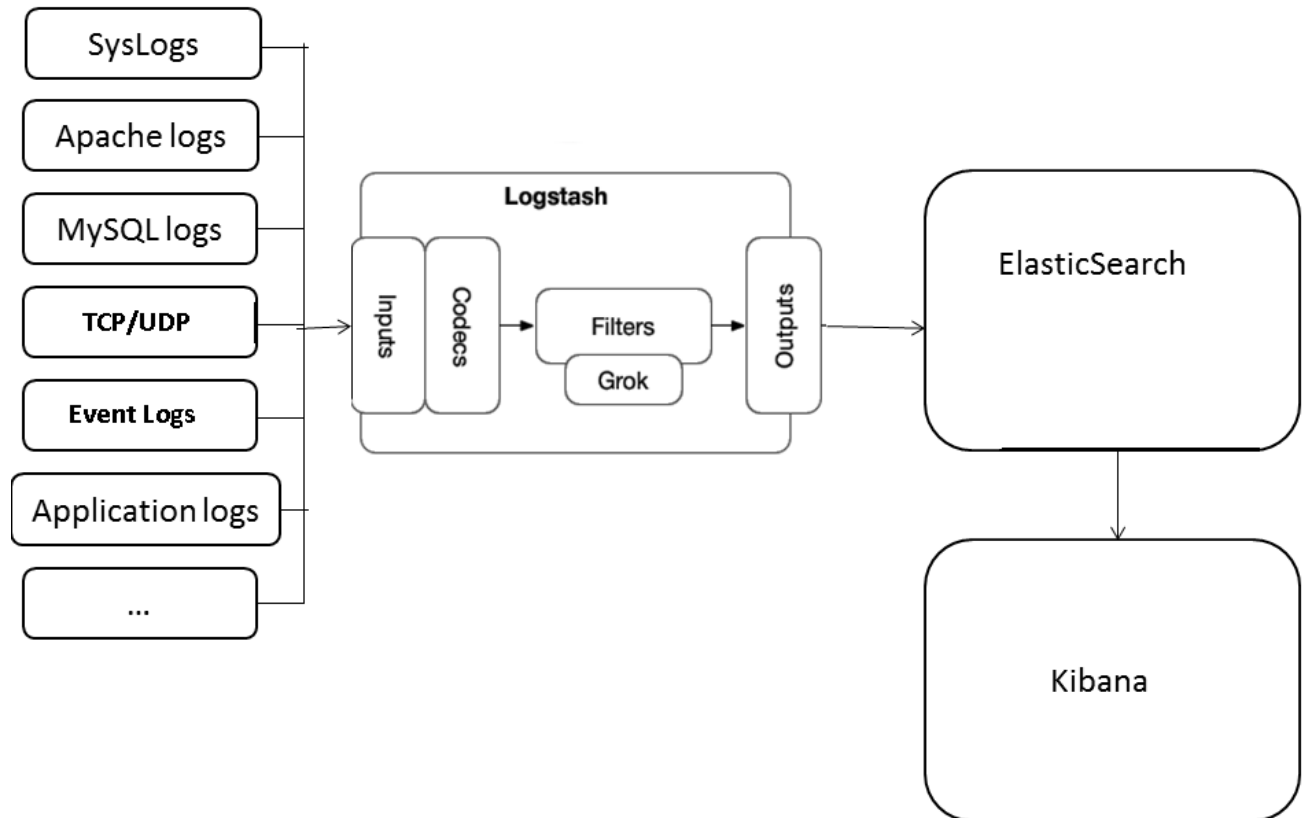 SysLogs
Apache logs
MySQL logs
TCP/UDP
Event Logs
Application logs
...
Logstash
Inputs
Codecs
Filters
Grok
Outputs
ElasticSearch
Kibana